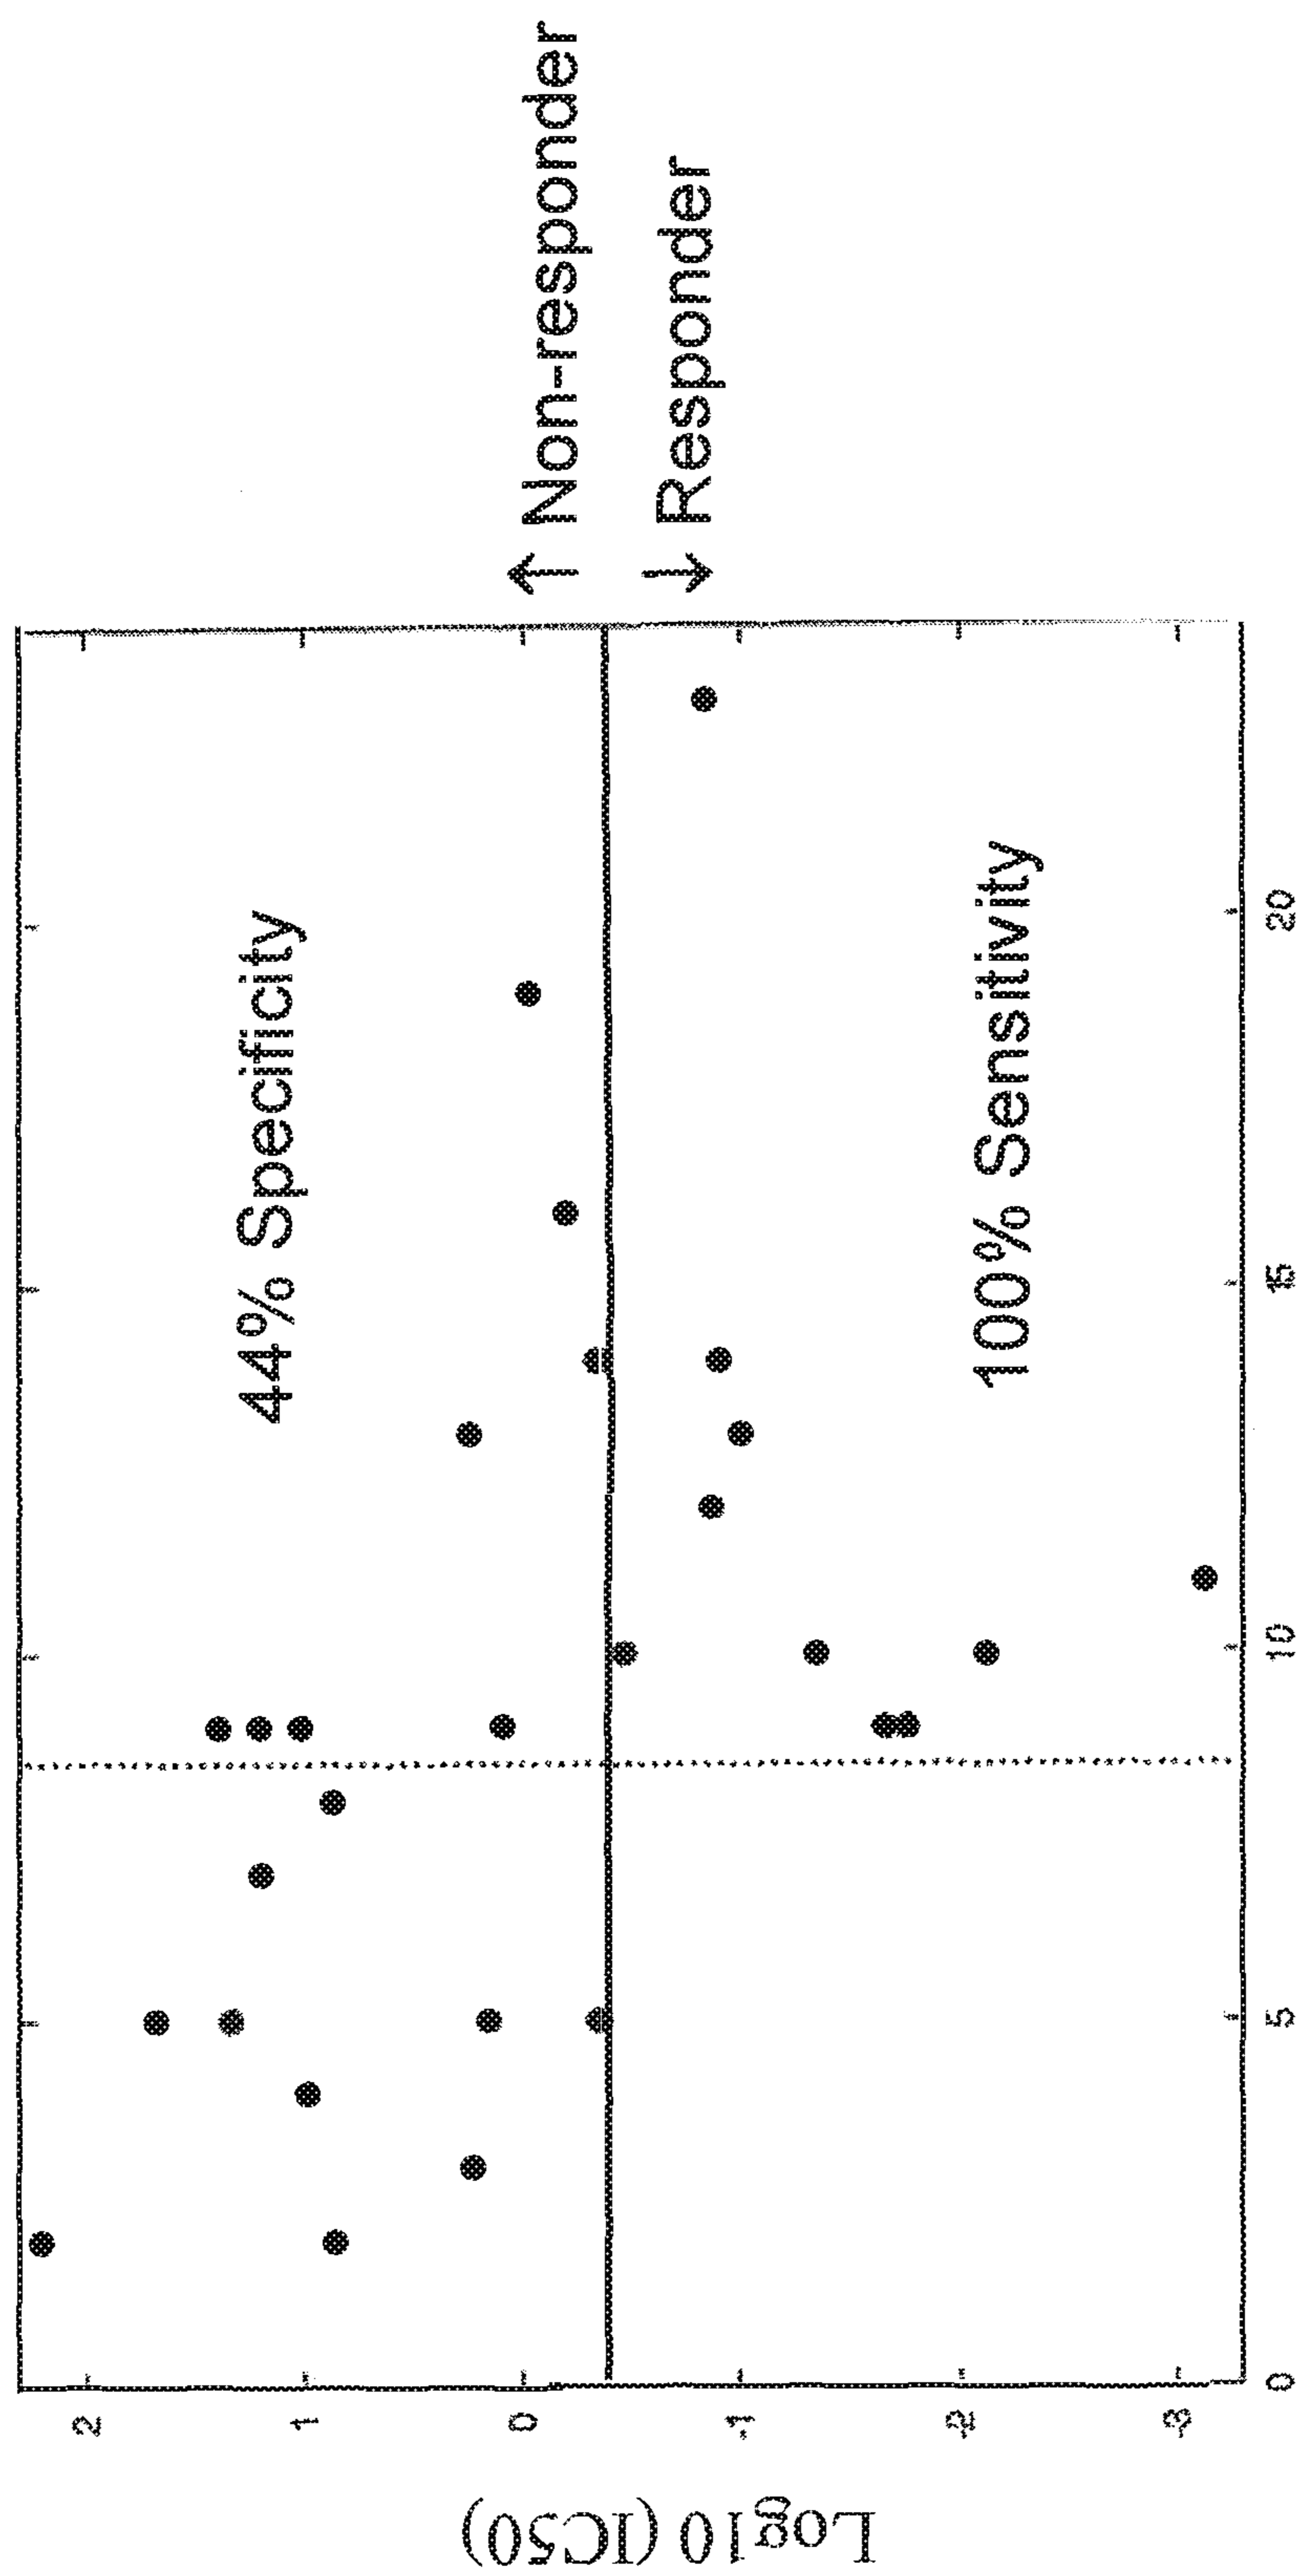 Log10 (IC50)
2
1
0
-1
-2
-3
44% Specificity
100% Sensitivity
↑ Non-responder
↓ Responder
0
5
10
15
20